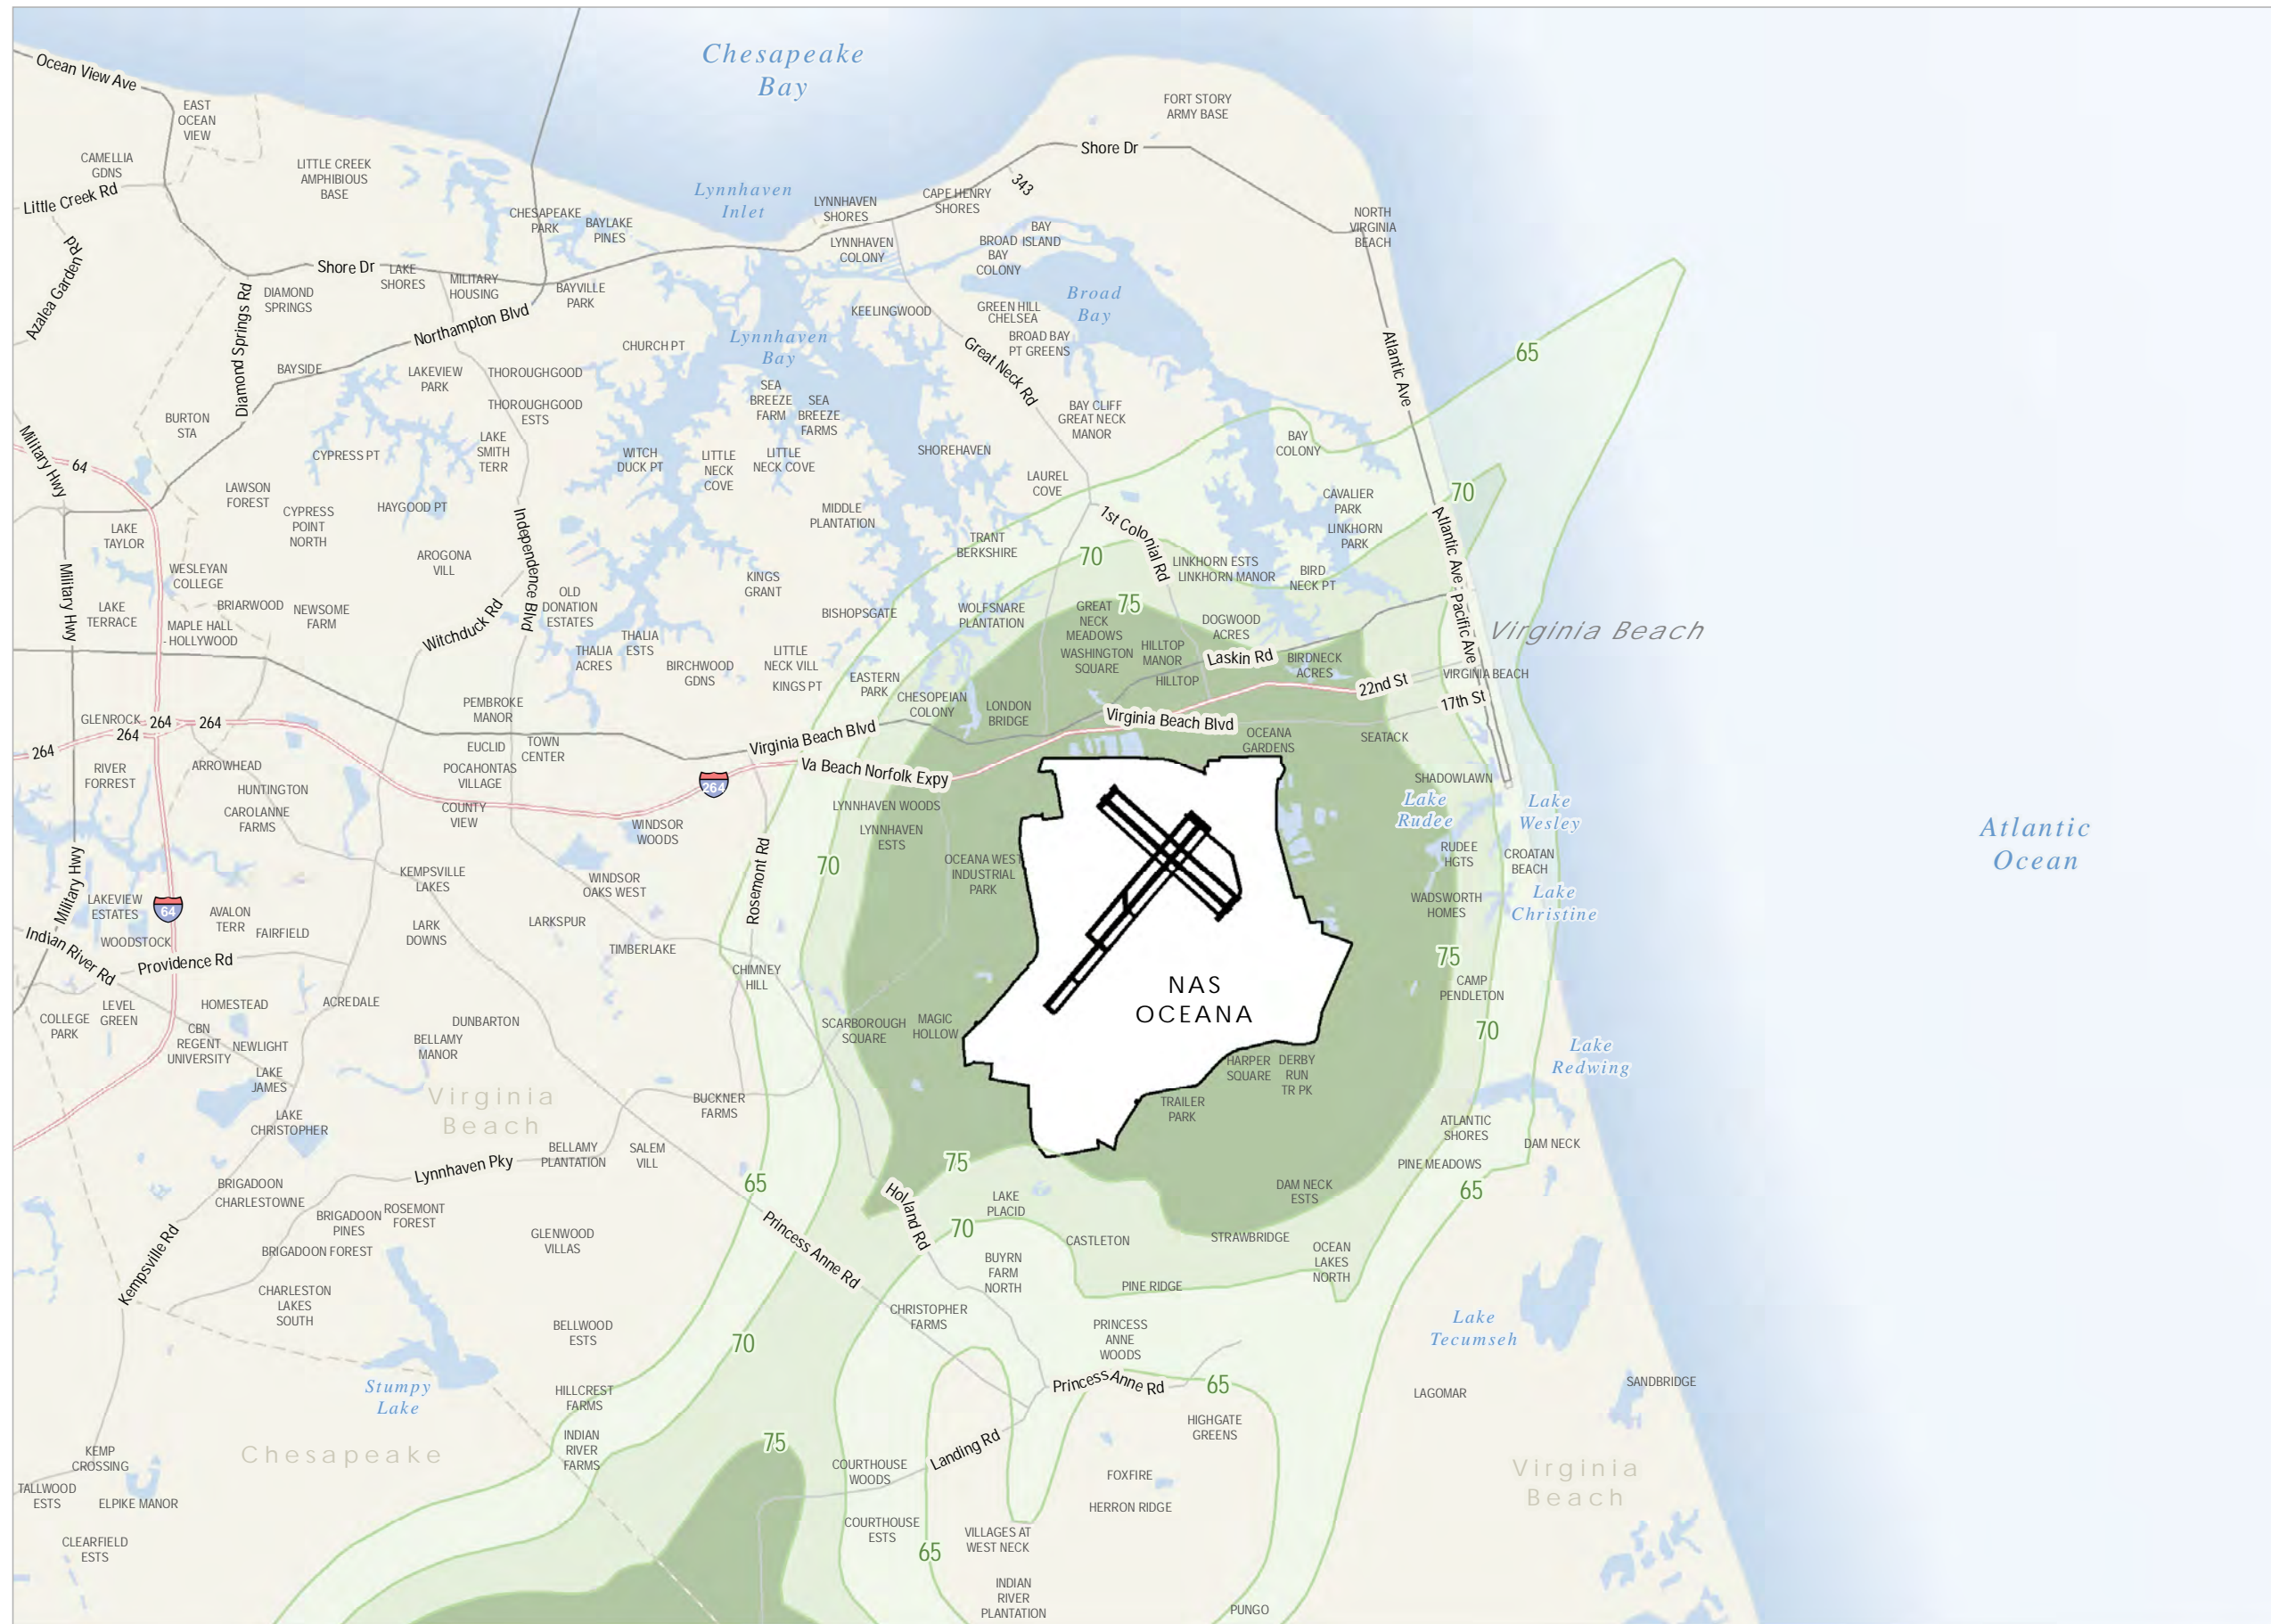 Chesapeake
Bay
Ocean View Ave
EAST
OCEAN
VIEW
FORT STORY
ARMY BASE
Shore Dr
CAMELLIA
GDNS
LITTLE CREEK
AMPHIBIOUS
BASE
Little Creek Rd
Lynnhaven
Inlet
LYNNHAVEN
SHORES
CAPE HENRY
SHORES
343
CHESAPEAKE
PARK
BAYLAKE
PINES
NORTH
VIRGINIA
BEACH
LYNNHAVEN
COLONY
BROAD
BAY
COLONY
BAY
ISLAND
Azalea Garden Rd
Shore Dr
LAKE
SHORES
MILITARY
HOUSING
DIAMOND
SPRINGS
BAYVILLE
PARK
Diamond Springs Rd
Northampton Blvd
KEELINGWOOD
GREEN HILL
CHELSEA
Broad
Bay
BROAD BAY
PT GREENS
Lynnhaven
Bay
CHURCH PT
Great Neck Rd
Atlantic Ave
65
BAYSIDE
LAKEVIEW
PARK
THOROUGHGOOD
THOROUGHGOOD
ESTS
SEA
BREEZE
FARM
SEA
BREEZE
FARMS
BAY CLIFF
GREAT NECK
MANOR
BURTON
STA
Military Hwy
64
CYPRESS PT
LAKE
SMITH
TERR
WITCH
DUCK PT
LITTLE
NECK
COVE
LITTLE
NECK COVE
SHOREHAVEN
BAY
COLONY
LAUREL
COVE
LAWSON
FOREST
CYPRESS
POINT
NORTH
HAYGOOD PT
MIDDLE
PLANTATION
CAVALIER
PARK
70
LAKE
TAYLOR
Independence Blvd
1st Colonial Rd
LINKHORN
PARK
Atlantic Ave
TRANT
BERKSHIRE
70
AROGONA
VILL
LINKHORN ESTS
LINKHORN MANOR
BIRD
NECK PT
WESLEYAN
COLLEGE
KINGS
GRANT
Military Hwy
LAKE
TERRACE
BRIARWOOD
NEWSOME
FARM
OLD
DONATION
ESTATES
BISHOPSGATE
WOLFSNARE
PLANTATION
GREAT
NECK
MEADOWS
75
Pacific Ave
MAPLE HALL
- HOLLYWOOD
Witchduck Rd
DOGWOOD
ACRES
Virginia Beach
THALIA
ESTS
THALIA
ACRES
BIRCHWOOD
GDNS
LITTLE
NECK VILL
WASHINGTON
SQUARE
HILLTOP
MANOR
Laskin Rd
BIRDNECK
ACRES
KINGS PT
EASTERN
PARK
HILLTOP
22nd St
VIRGINIA BEACH
CHESOPEIAN
COLONY
LONDON
BRIDGE
17th St
PEMBROKE
MANOR
GLENROCK
264
264
264
264
Virginia Beach Blvd
Virginia Beach Blvd
EUCLID
TOWN
CENTER
OCEANA
GARDENS
SEATACK
RIVER
FORREST
ARROWHEAD
POCAHONTAS
VILLAGE
264
Va Beach Norfolk Expy
SHADOWLAWN
HUNTINGTON
CAROLANNE
FARMS
COUNTY
VIEW
LYNNHAVEN WOODS
Lake
Rudee
Lake
Wesley
WINDSOR
WOODS
LYNNHAVEN
ESTS
Atlantic
Ocean
Military Hwy
Rosemont Rd
70
OCEANA WEST
INDUSTRIAL
PARK
RUDEE
HGTS
CROATAN
BEACH
KEMPSVILLE
LAKES
WINDSOR
OAKS WEST
LAKEVIEW
ESTATES
64
AVALON
TERR
WADSWORTH
HOMES
Lake
Christine
LARK
DOWNS
LARKSPUR
FAIRFIELD
WOODSTOCK
Indian River Rd
Providence Rd
TIMBERLAKE
75
CHIMNEY
HILL
NAS
OCEANA
CAMP
PENDLETON
LEVEL
GREEN
HOMESTEAD
ACREDALE
COLLEGE
PARK
DUNBARTON
SCARBOROUGH
SQUARE
MAGIC
HOLLOW
70
CBN
REGENT
UNIVERSITY
NEWLIGHT
BELLAMY
MANOR
Lake
Redwing
HARPER
SQUARE
DERBY
RUN
TR PK
LAKE
JAMES
Virginia
Beach
BUCKNER
FARMS
TRAILER
PARK
LAKE
CHRISTOPHER
ATLANTIC
SHORES
DAM NECK
BELLAMY
PLANTATION
SALEM
VILL
Lynnhaven Pky
75
PINE MEADOWS
BRIGADOON
CHARLESTOWNE
65
65
DAM NECK
ESTS
Holland Rd
LAKE
PLACID
BRIGADOON
PINES
ROSEMONT
FOREST
Princess Anne Rd
70
Kempsville Rd
BRIGADOON FOREST
GLENWOOD
VILLAS
CASTLETON
STRAWBRIDGE
OCEAN
LAKES
NORTH
BUYRN
FARM
NORTH
PINE RIDGE
CHARLESTON
LAKES
SOUTH
CHRISTOPHER
FARMS
BELLWOOD
ESTS
70
PRINCESS
ANNE
WOODS
Lake
Tecumseh
Stumpy
Lake
HILLCREST
FARMS
Princess Anne Rd
65
LAGOMAR
SANDBRIDGE
HIGHGATE
GREENS
Chesapeake
INDIAN
RIVER
FARMS
75
Landing Rd
KEMP
CROSSING
COURTHOUSE
WOODS
FOXFIRE
Virginia
Beach
TALLWOOD
ESTS
ELPIKE MANOR
HERRON RIDGE
COURTHOUSE
ESTS
VILLAGES AT
WEST NECK
CLEARFIELD
ESTS
65
INDIAN
RIVER
PLANTATION
PUNGO